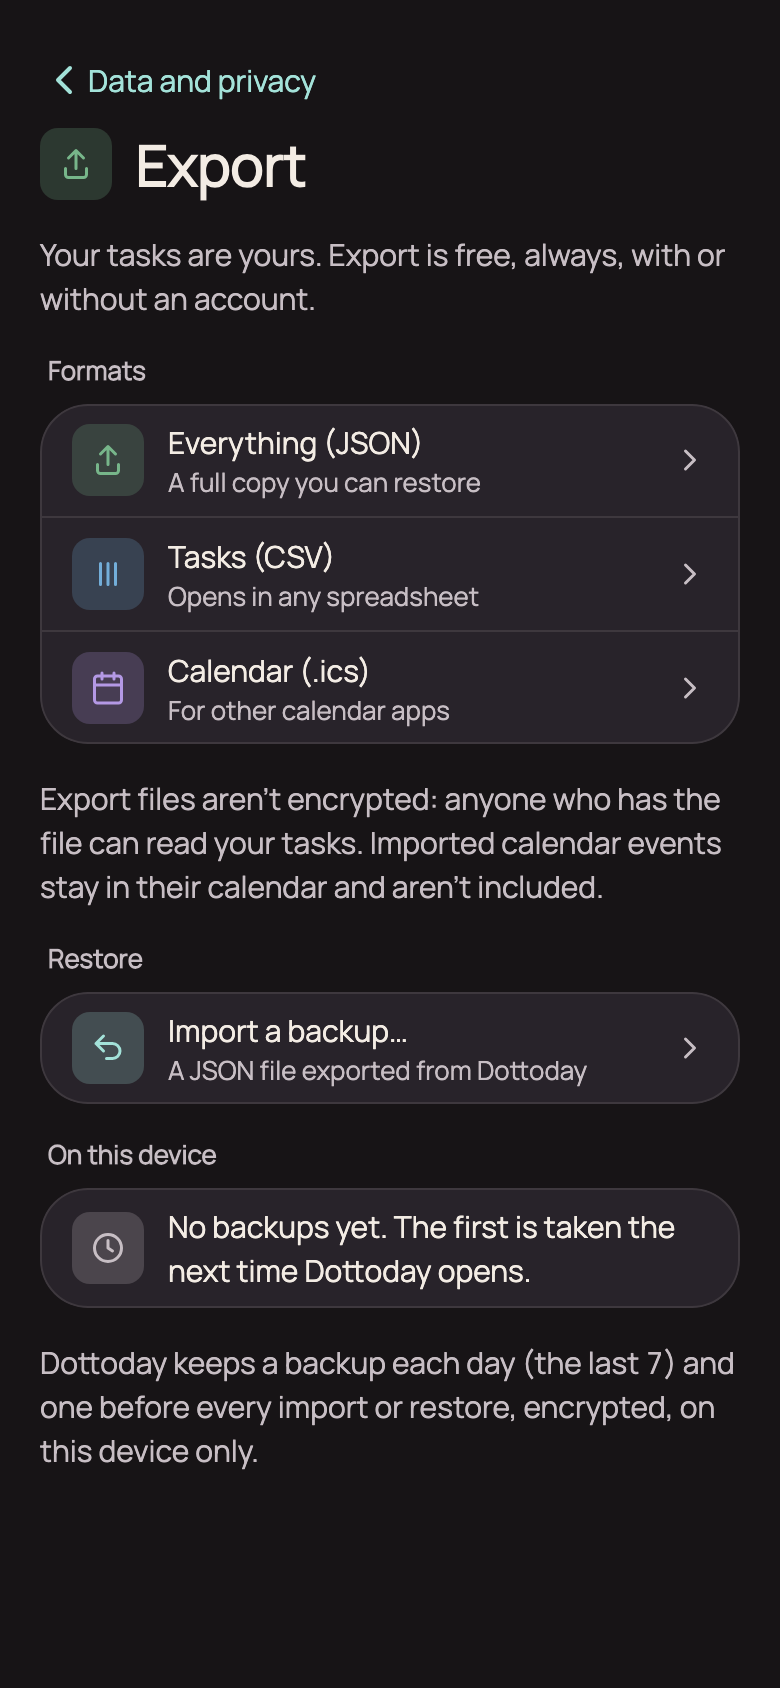 Data and privacy
Export
Your tasks are yours. Export is free, always, with or
without an account.
Formats
Everything (JSON)
A full copy you can restore
Tasks (CSV)
Opens in any spreadsheet
Calendar (.ics)
For other calendar apps
Export files aren’t encrypted: anyone who has the
file can read your tasks. Imported calendar events
stay in their calendar and aren’t included.
Restore
Import a backup…
A JSON file exported from Dottoday
On this device
No backups yet. The first is taken the
next time Dottoday opens.
Dottoday keeps a backup each day (the last 7) and
one before every import or restore, encrypted, on
this device only.